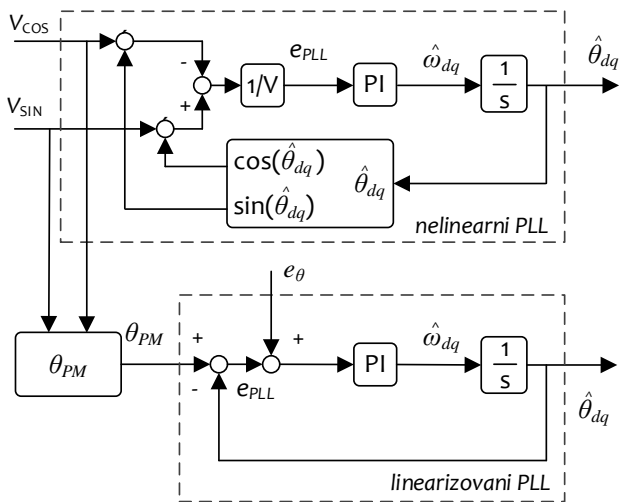 V_COS
-
e_PLL
ω̂_dq
1/s
θ̂_dq
1/V
PI
+
V_SIN
cos(θ̂_dq)
θ̂_dq
sin(θ̂_dq)
nelinearni PLL
e_θ
θ_PM
θ_PM
+
-
e_PLL
+
PI
ω̂_dq
1/s
θ̂_dq
linearizovani PLL